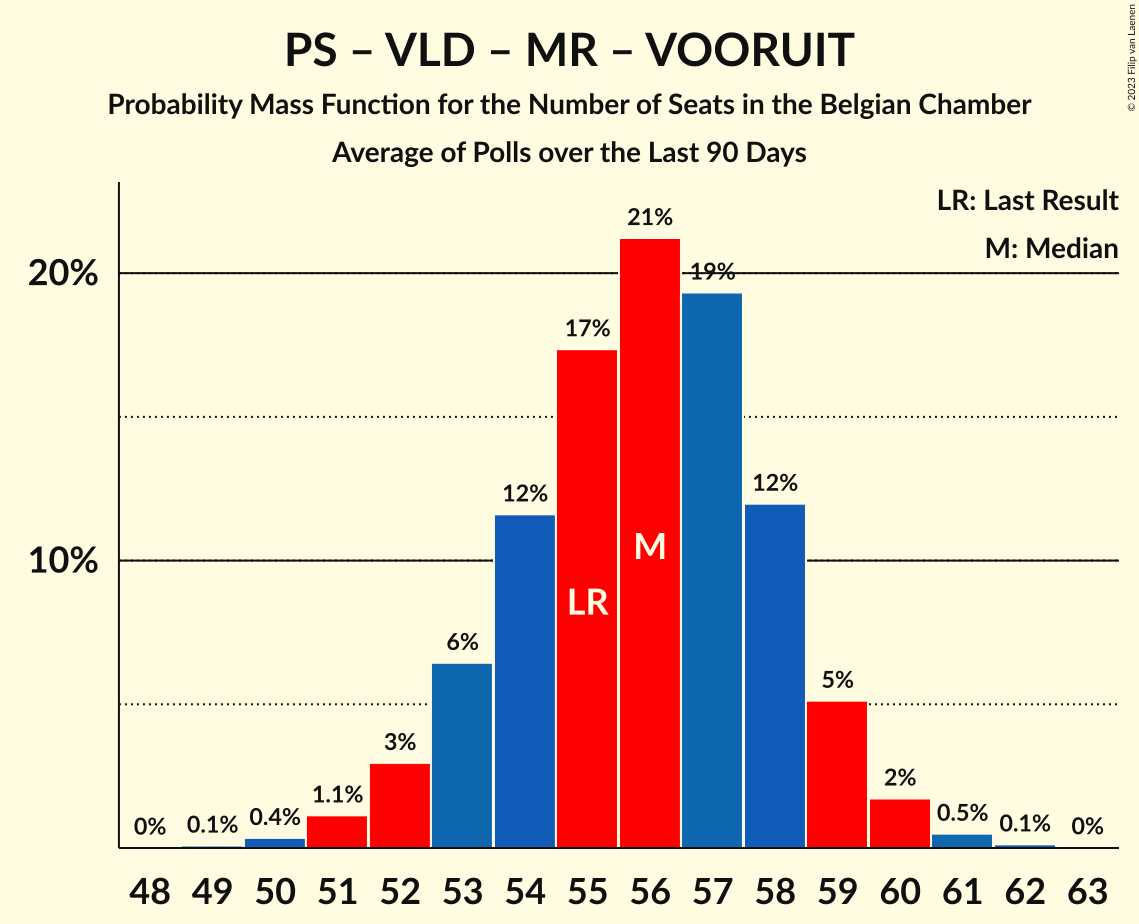 PS – VLD – MR – VOORUIT
Probability Mass Function for the Number of Seats in the Belgian Chamber
Average of Polls over the Last 90 Days
© 2023 Filip van Laenen
LR: Last Result
M: Median
20%
10%
0%
0.1%
0.4%
1.1%
3%
6%
12%
17%
21%
19%
12%
5%
2%
0.5%
0.1%
0%
LR
M
48 49 50 51 52 53 54 55 56 57 58 59 60 61 62 63